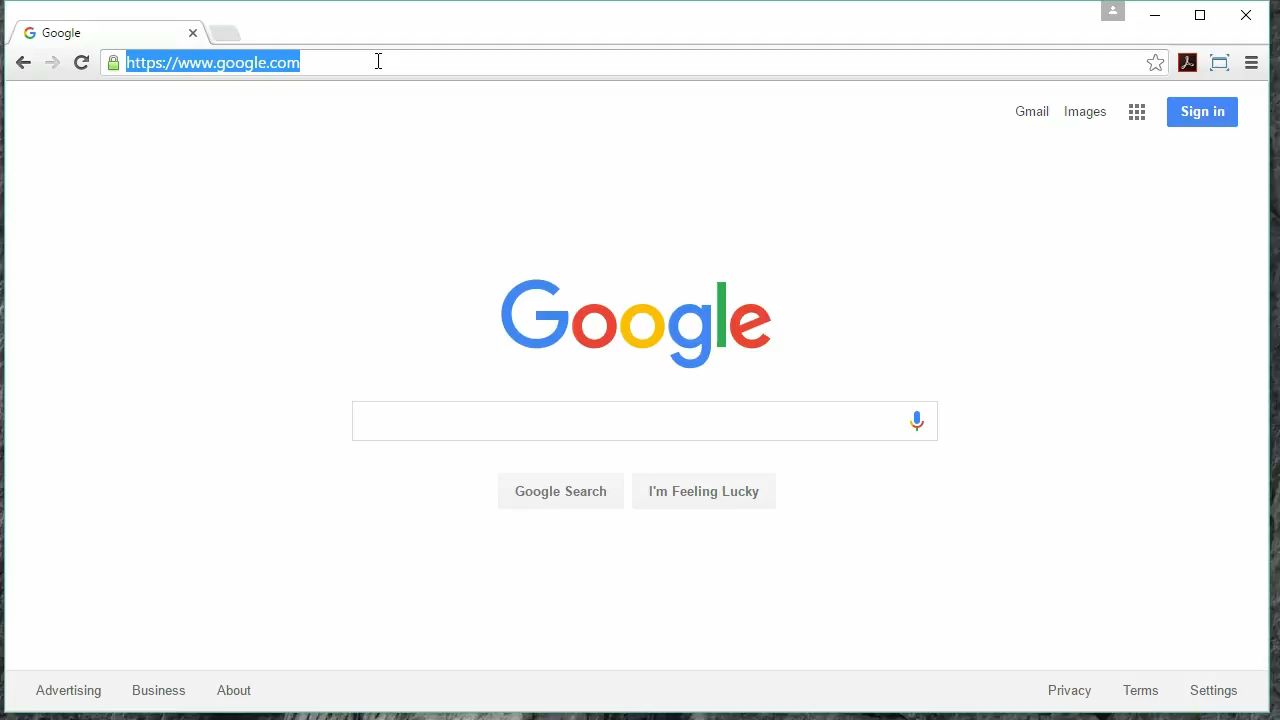 Google
https://www.google.com
Gmail Images Sign in
Google
Google Search I'm Feeling Lucky
Advertising Business About Privacy Terms Settings